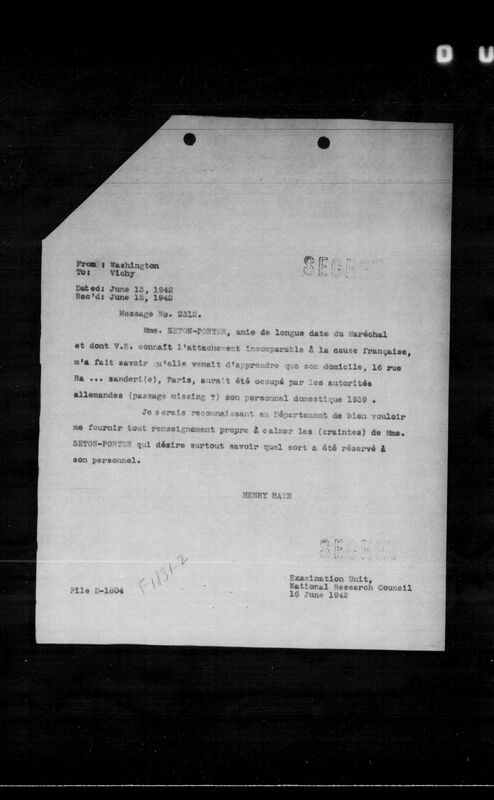 D U
From : Washington
To: Vichy
SECRET
Dated: June 13, 1942
Rec'd: June 15, 1942
Message No. 2312.
Mme. SETON-PORTER, amie de longue date du Maréchal
et dont V.E. connaît l'attachement incomparable à la cause française,
m'a fait savoir qu'elle venait d'apprendre que son domicile, 16 rue
Ra ... sanderi(e), Paris, aurait été occupé par les autorités
allemandes (passage missing ?) son personnel domestique 1939 .
Je serais reconnaissant au Département de bien vouloir
me fournir tout renseignement propre à calmer les (craintes) de Mme.
SETON-PORTER qui désire surtout savoir quel sort a été réservé à
son personnel.
HENRY HAYE
SECRET
F1131-2
File D-1804
Examination Unit,
National Research Council
16 June 1942